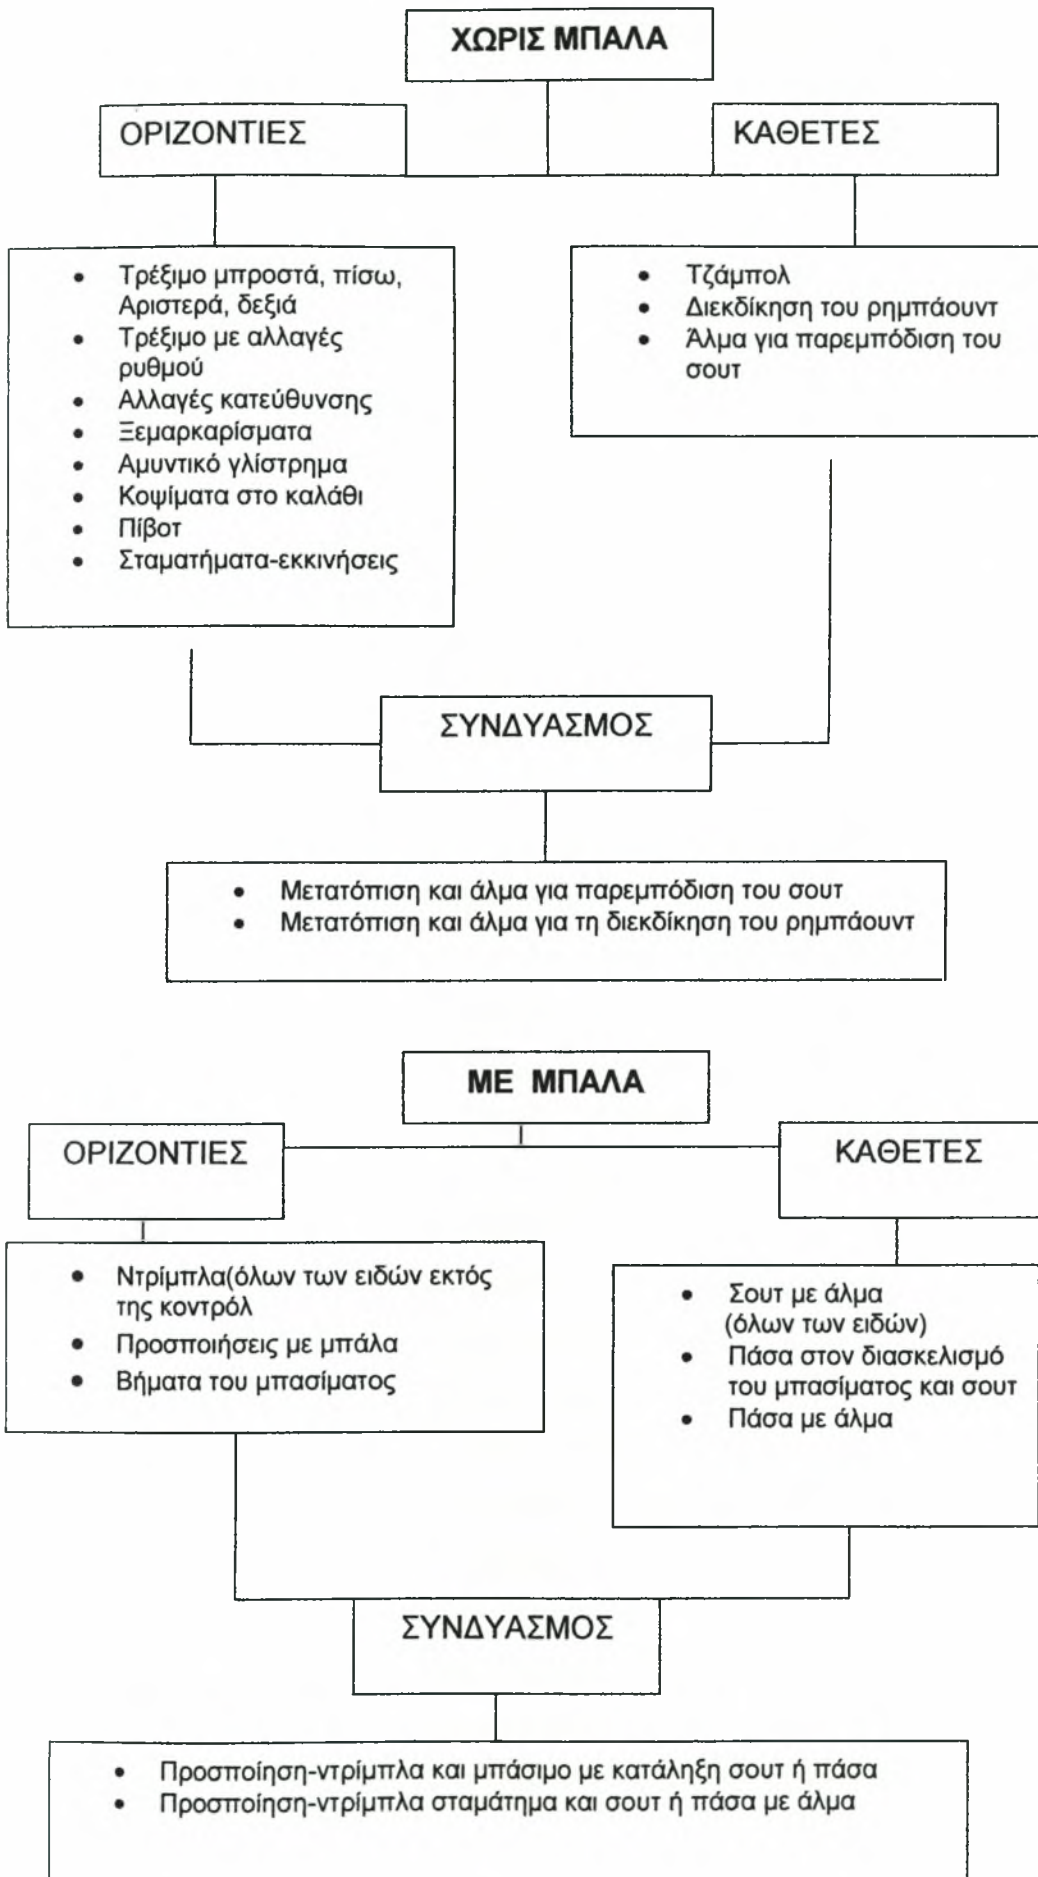 ΧΩΡΙΣ ΜΠΑΛΑ
ΟΡΙΖΟΝΤΙΕΣ
ΚΑΘΕΤΕΣ
• Τρέξιμο μπροστά, πίσω,
Αριστερά, δεξιά
• Τρέξιμο με αλλαγές
ρυθμού
• Αλλαγές κατεύθυνσης
• Ξεμαρκαρίσματα
• Αμυντικό γλίστρημα
• Κοψίματα στο καλάθι
• Πίβοτ
• Σταματήματα-εκκινήσεις
• Τζάμπολ
• Διεκδίκηση του ρημπάουντ
• Άλμα για παρεμπόδιση του
σουτ
ΣΥΝΔΥΑΣΜΟΣ
• Μετατόπιση και άλμα για παρεμπόδιση του σουτ
• Μετατόπιση και άλμα για τη διεκδίκηση του ρημπάουντ
ΜΕ ΜΠΑΛΑ
ΟΡΙΖΟΝΤΙΕΣ
ΚΑΘΕΤΕΣ
• Ντρίμπλα(όλων των ειδών εκτός
της κοντρόλ
• Προσποιήσεις με μπάλα
• Βήματα του μπασίματος
• Σουτ με άλμα
(όλων των ειδών)
• Πάσα στον διασκελισμό
του μπασίματος και σουτ
• Πάσα με άλμα
ΣΥΝΔΥΑΣΜΟΣ
• Προσποίηση-ντρίμπλα και μπάσιμο με κατάληξη σουτ ή πάσα
• Προσποίηση-ντρίμπλα σταμάτημα και σουτ ή πάσα με άλμα